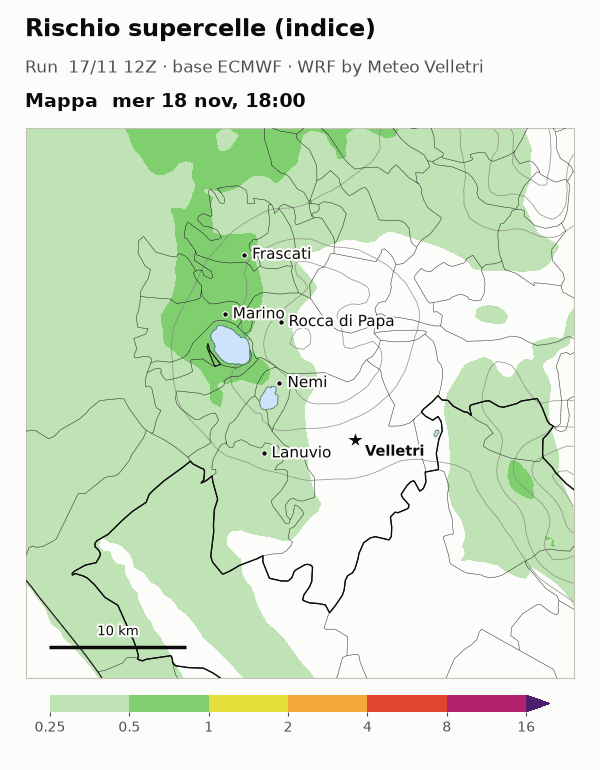 Rischio supercelle (indice)
Run  17/11 12Z · base ECMWF · WRF by Meteo Velletri
Mappa  mer 18 nov, 18:00
Frascati
Marino
Rocca di Papa
Nemi
Velletri
Lanuvio
10 km
0.25 0.5 1 2 4 8 16